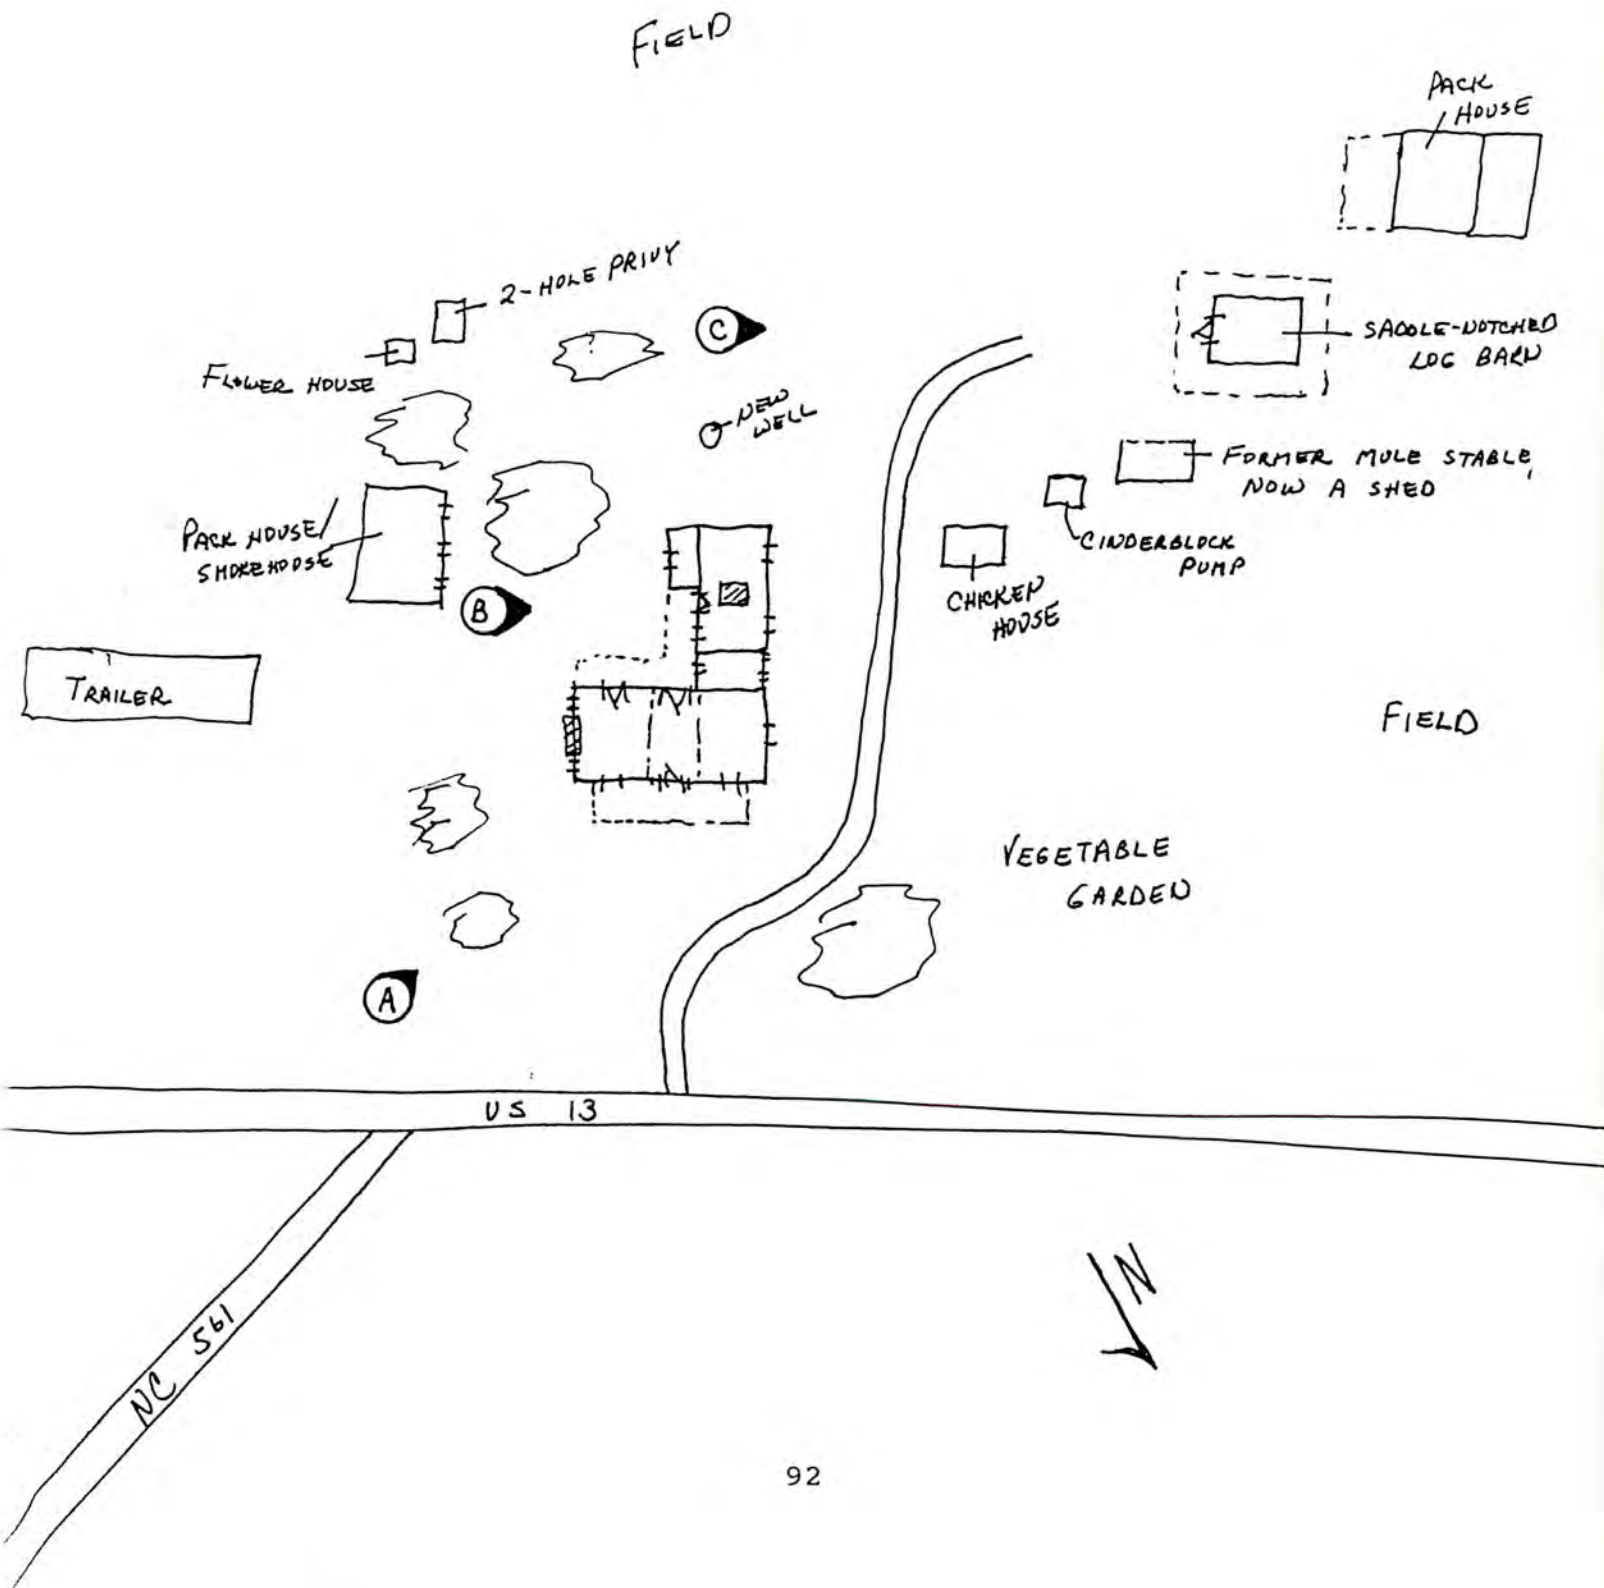 FIELD
PACK
HOUSE
2-HOLE PRIVY
C
SADDLE-NOTCHED
LOG BARN
FLOWER HOUSE
NEW
WELL
FORMER MULE STABLE,
NOW A SHED
PACK HOUSE/
SMOKEHOUSE
CINDERBLOCK
PUMP
CHICKEN
HOUSE
B
TRAILER
FIELD
VEGETABLE
GARDEN
A
US 13
N
NC 561
92